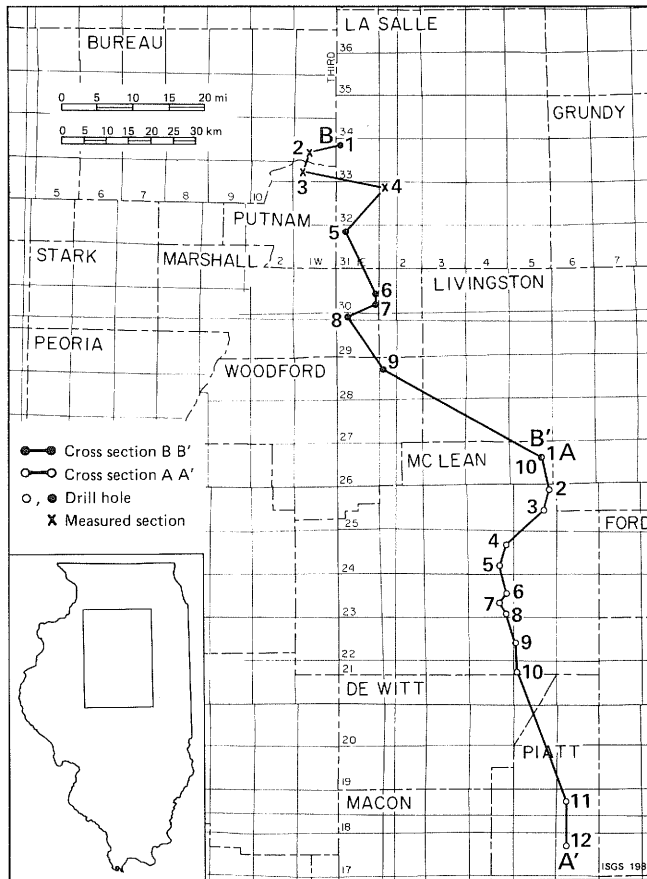 LA SALLE
BUREAU
36
THIRD
35
0 5 10 15 20 mi
GRUNDY
34
0 5 10 15 20 25 30 km
B
2 1
33
3 4
5 6 7 8 9 10
PUTNAM
32
5
STARK
MARSHALL
31
2 1W 1E 2 3 4 5 6 7
LIVINGSTON
6
30
7
8
PEORIA
29
WOODFORD
9
28
27
Cross section B B'
MC LEAN
B'
1 A
10
Cross section A A'
26
2
Drill hole
3
Measured section
25
FORD
4
24
5
6
23
7
8
22
9
21
10
DE WITT
20
PIATT
19
MACON
11
18
12
A'
17
ISGS 198